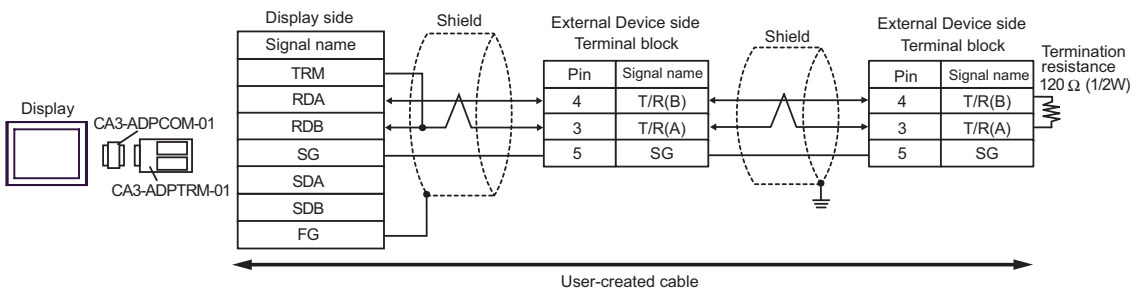 Display
CA3-ADPCOM-01
CA3-ADPTRM-01
Display side
Signal name
TRM
RDA
RDB
SG
SDA
SDB
FG
Shield
External Device side
Terminal block
Pin Signal name
4 T/R(B)
3 T/R(A)
5 SG
Shield
External Device side
Terminal block
Pin Signal name
4 T/R(B)
3 T/R(A)
5 SG
Termination
resistance
120 Ω (1/2W)
User-created cable